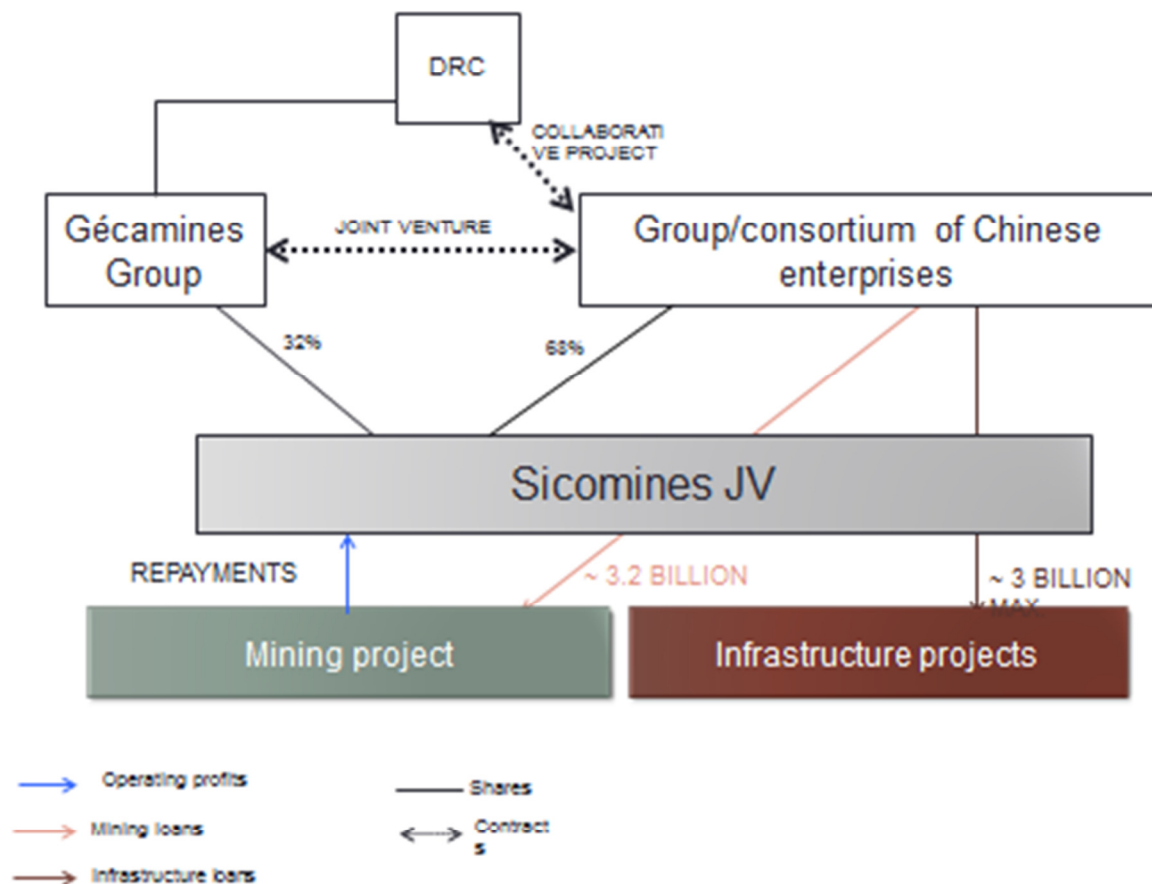 DRC
COLLABORATI
VE PROJECT
Gécamines
Group
JOINT VENTURE
Group/consortium of Chinese
enterprises
32%
68%
Sicomines JV
REPAYMENTS
~ 3.2 BILLION
~ 3 BILLION
MAX.
Mining project
Infrastructure projects
Operating profits
Shares
Mining loans
Contract
s
Infrastructure loans